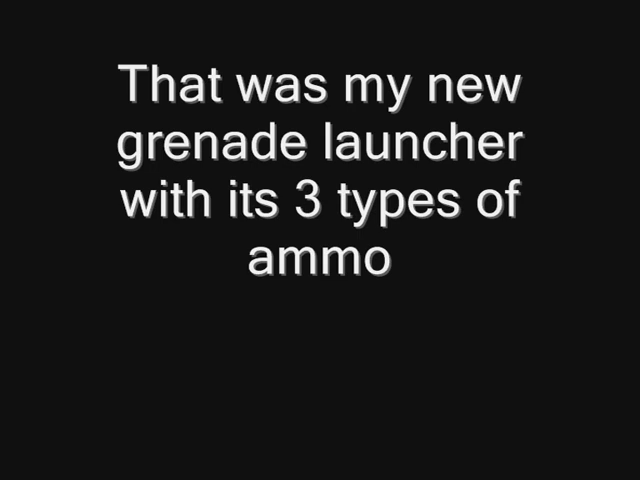 That was my new
grenade launcher
with its 3 types of
ammo